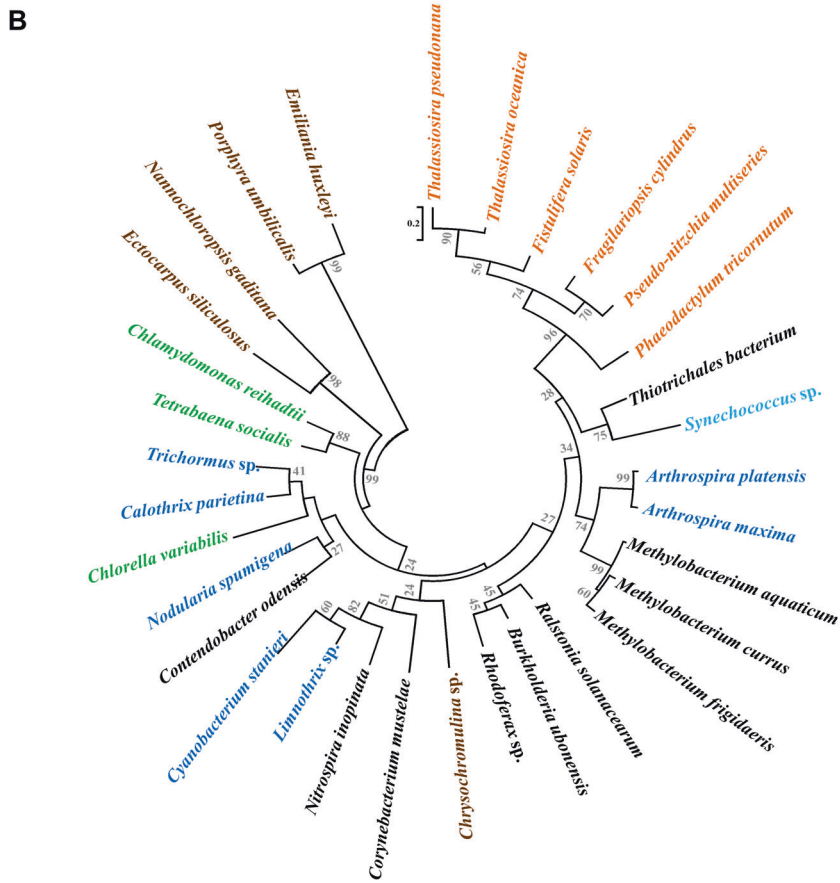 B
Thalassiosira pseudonana
Thalassiosira oceanica
Fistulifera solaris
Fragilariopsis cylindrus
Pseudo-nitzchia multiseries
Phaeodactylum tricornutum
Thiotrichales bacterium
Synechococcus sp.
Arthrospira platensis
Arthrospira maxima
Methylobacterium aquaticum
Methylobacterium currus
Methylobacterium frigidaeris
Ralstonia solanacearum
Burkholderia ubonensis
Rhodoferax sp.
Chrysochromulina sp.
Corynebacterium mustelae
Nitrospira inopinata
Limnothrix sp.
Cyanobacterium stanieri
Contendobacter odensis
Nodularia spumigena
Chlorella variabilis
Calothrix parietina
Trichormus sp.
Tetrabaena socialis
Chlamydomonas reihadtii
Ectocarpus siliculosus
Nannochloropsis gaditana
Porphyra umbilicalis
Emiliania huxleyi
0.2
90
56
74
70
96
28
75
34
99
74
99
60
27
45
45
24
51
82
60
24
27
41
99
88
98
99